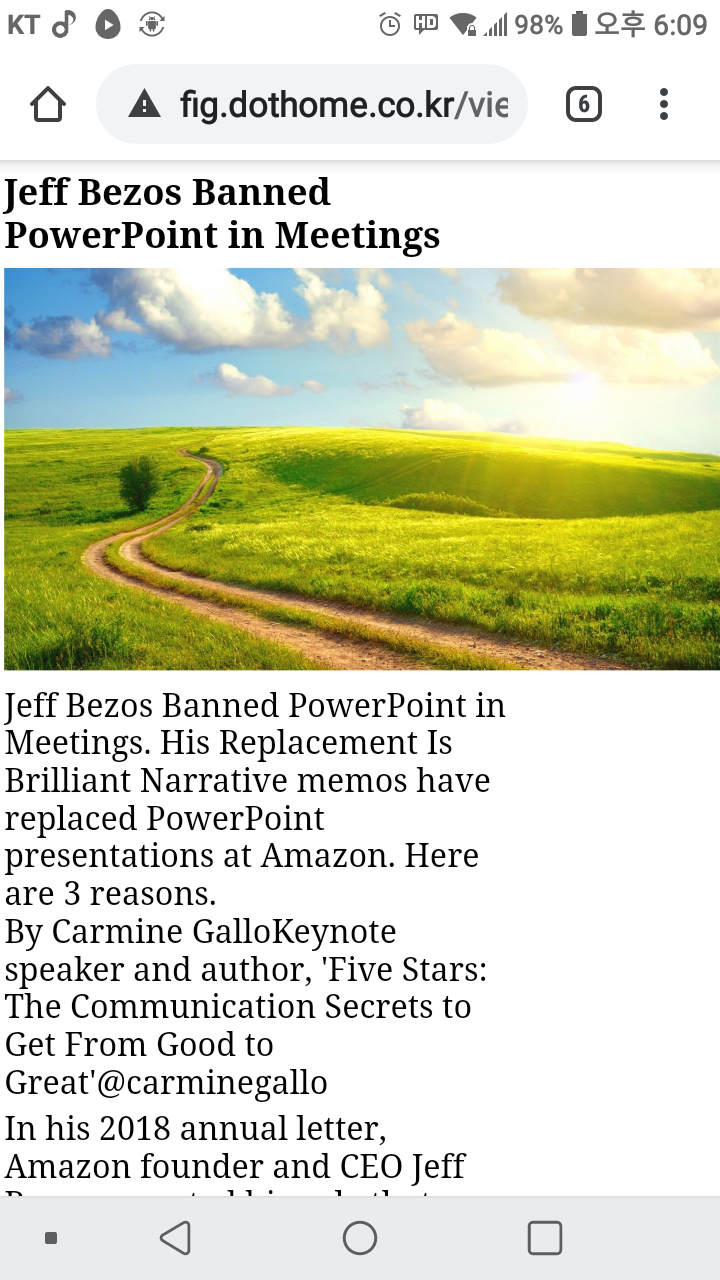 KT HD 98% 오후 6:09
fig.dothome.co.kr/vie 6
Jeff Bezos Banned
PowerPoint in Meetings
Jeff Bezos Banned PowerPoint in
Meetings. His Replacement Is
Brilliant Narrative memos have
replaced PowerPoint
presentations at Amazon. Here
are 3 reasons.
By Carmine GalloKeynote
speaker and author, 'Five Stars:
The Communication Secrets to
Get From Good to
Great'@carminegallo
In his 2018 annual letter,
Amazon founder and CEO Jeff